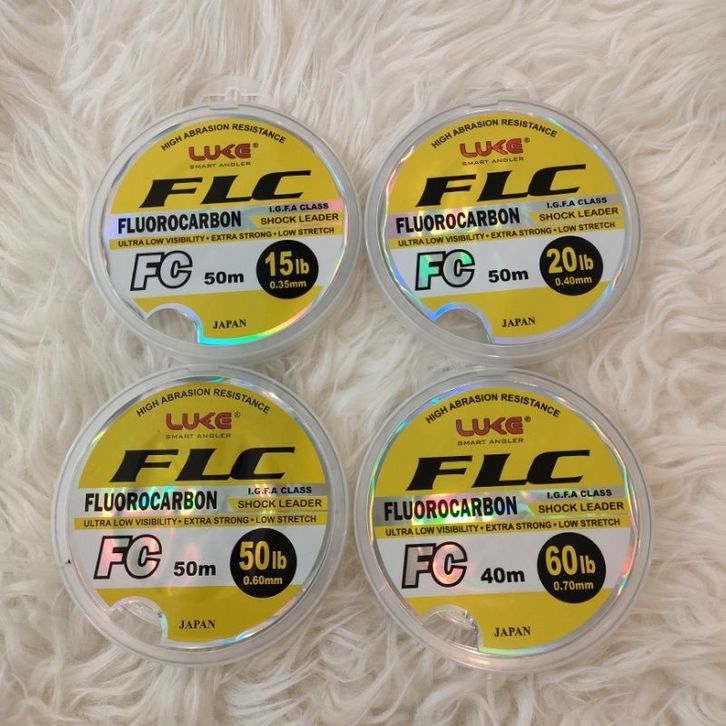 HIGH ABRASION RESISTANCE
LUKE®
SMART ANGLER
FLC
I.G.F.A CLASS
FLUOROCARBON SHOCK LEADER
ULTRA LOW VISIBILITY • EXTRA STRONG • LOW STRETCH
FC 50m 15lb
0.35mm
JAPAN
HIGH ABRASION RESISTANCE
LUKE®
SMART ANGLER
FLC
I.G.F.A CLASS
FLUOROCARBON SHOCK LEADER
ULTRA LOW VISIBILITY • EXTRA STRONG • LOW STRETCH
FC 50m 20lb
0.40mm
JAPAN
HIGH ABRASION RESISTANCE
LUKE®
SMART ANGLER
FLC
I.G.F.A CLASS
FLUOROCARBON SHOCK LEADER
ULTRA LOW VISIBILITY • EXTRA STRONG • LOW STRETCH
FC 50m 50lb
0.60mm
JAPAN
HIGH ABRASION RESISTANCE
LUKE®
SMART ANGLER
FLC
I.G.F.A CLASS
FLUOROCARBON SHOCK LEADER
ULTRA LOW VISIBILITY • EXTRA STRONG • LOW STRETCH
FC 40m 60lb
0.70mm
JAPAN